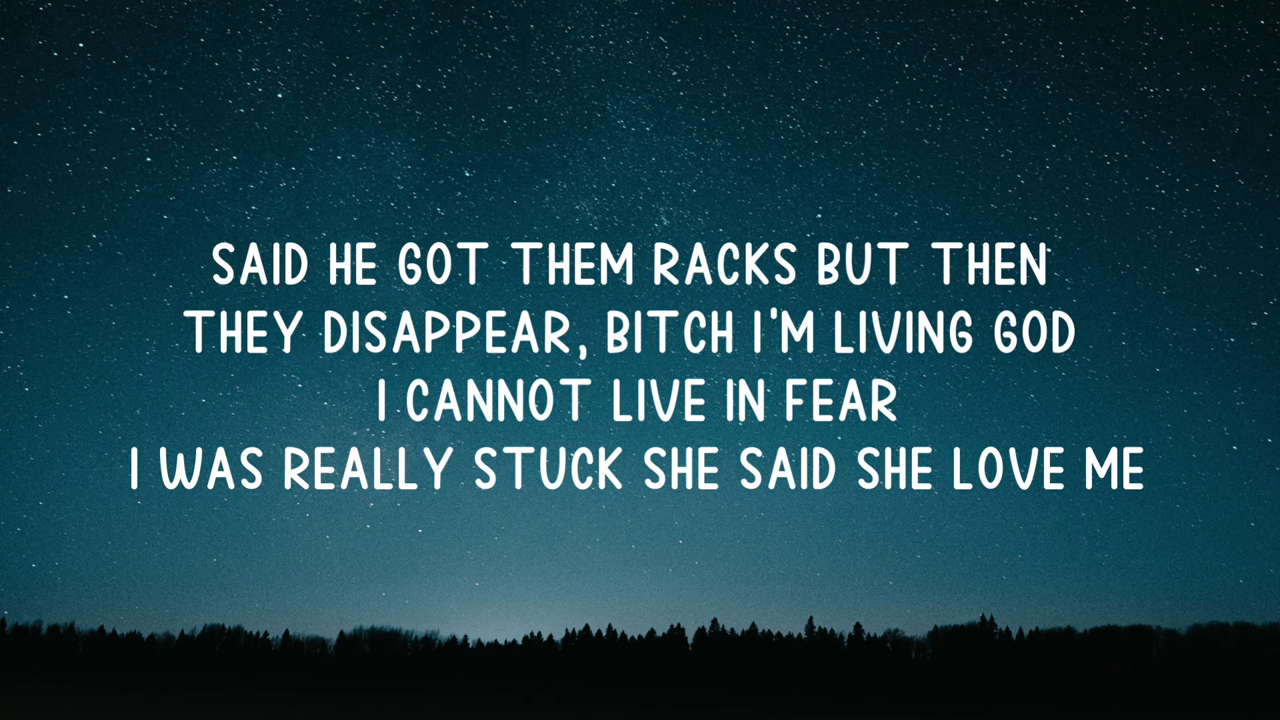 SAID HE GOT THEM RACKS BUT THEN
THEY DISAPPEAR, BITCH I'M LIVING GOD
I CANNOT LIVE IN FEAR
I WAS REALLY STUCK SHE SAID SHE LOVE ME